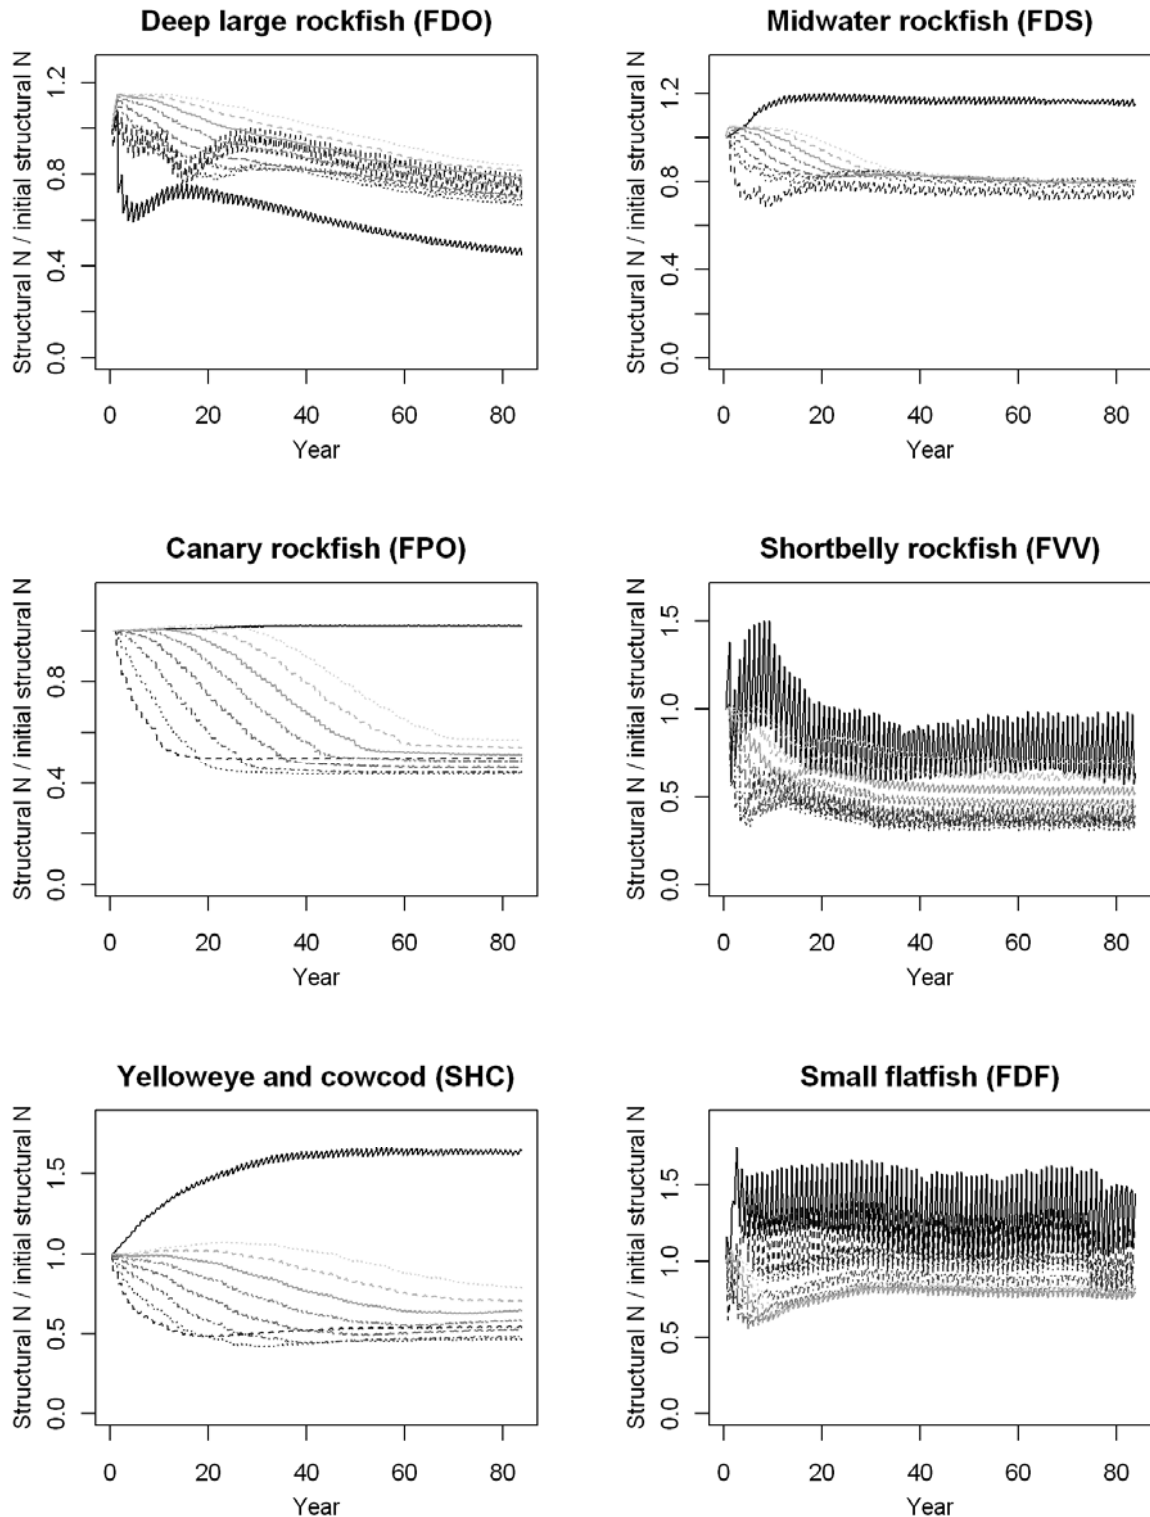 Deep large rockfish (FDO)
Structural N / initial structural N
0.0 0.4 0.8 1.2
0 20 40 60 80
Year
Midwater rockfish (FDS)
Structural N / initial structural N
0.0 0.4 0.8 1.2
0 20 40 60 80
Year
Canary rockfish (FPO)
Structural N / initial structural N
0.0 0.4 0.8
0 20 40 60 80
Year
Shortbelly rockfish (FVV)
Structural N / initial structural N
0.0 0.5 1.0 1.5
0 20 40 60 80
Year
Yelloweye and cowcod (SHC)
Structural N / initial structural N
0.0 0.5 1.0 1.5
0 20 40 60 80
Year
Small flatfish (FDF)
Structural N / initial structural N
0.0 0.5 1.0 1.5
0 20 40 60 80
Year